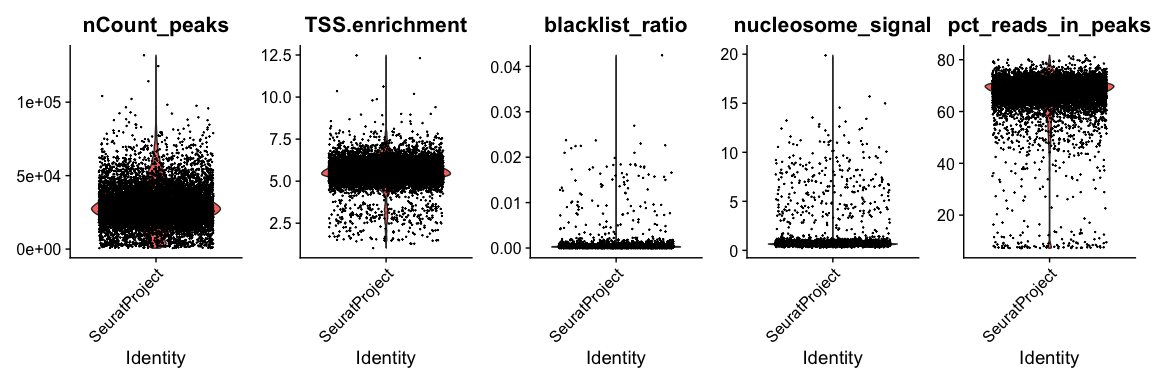 nCount_peaks
1e+05
5e+04
0e+00
SeuratProject
Identity
TSS.enrichment
12.5
10.0
7.5
5.0
2.5
SeuratProject
Identity
blacklist_ratio
0.04
0.03
0.02
0.01
0.00
SeuratProject
Identity
nucleosome_signal
20
15
10
5
0
SeuratProject
Identity
pct_reads_in_peaks
80
60
40
20
SeuratProject
Identity